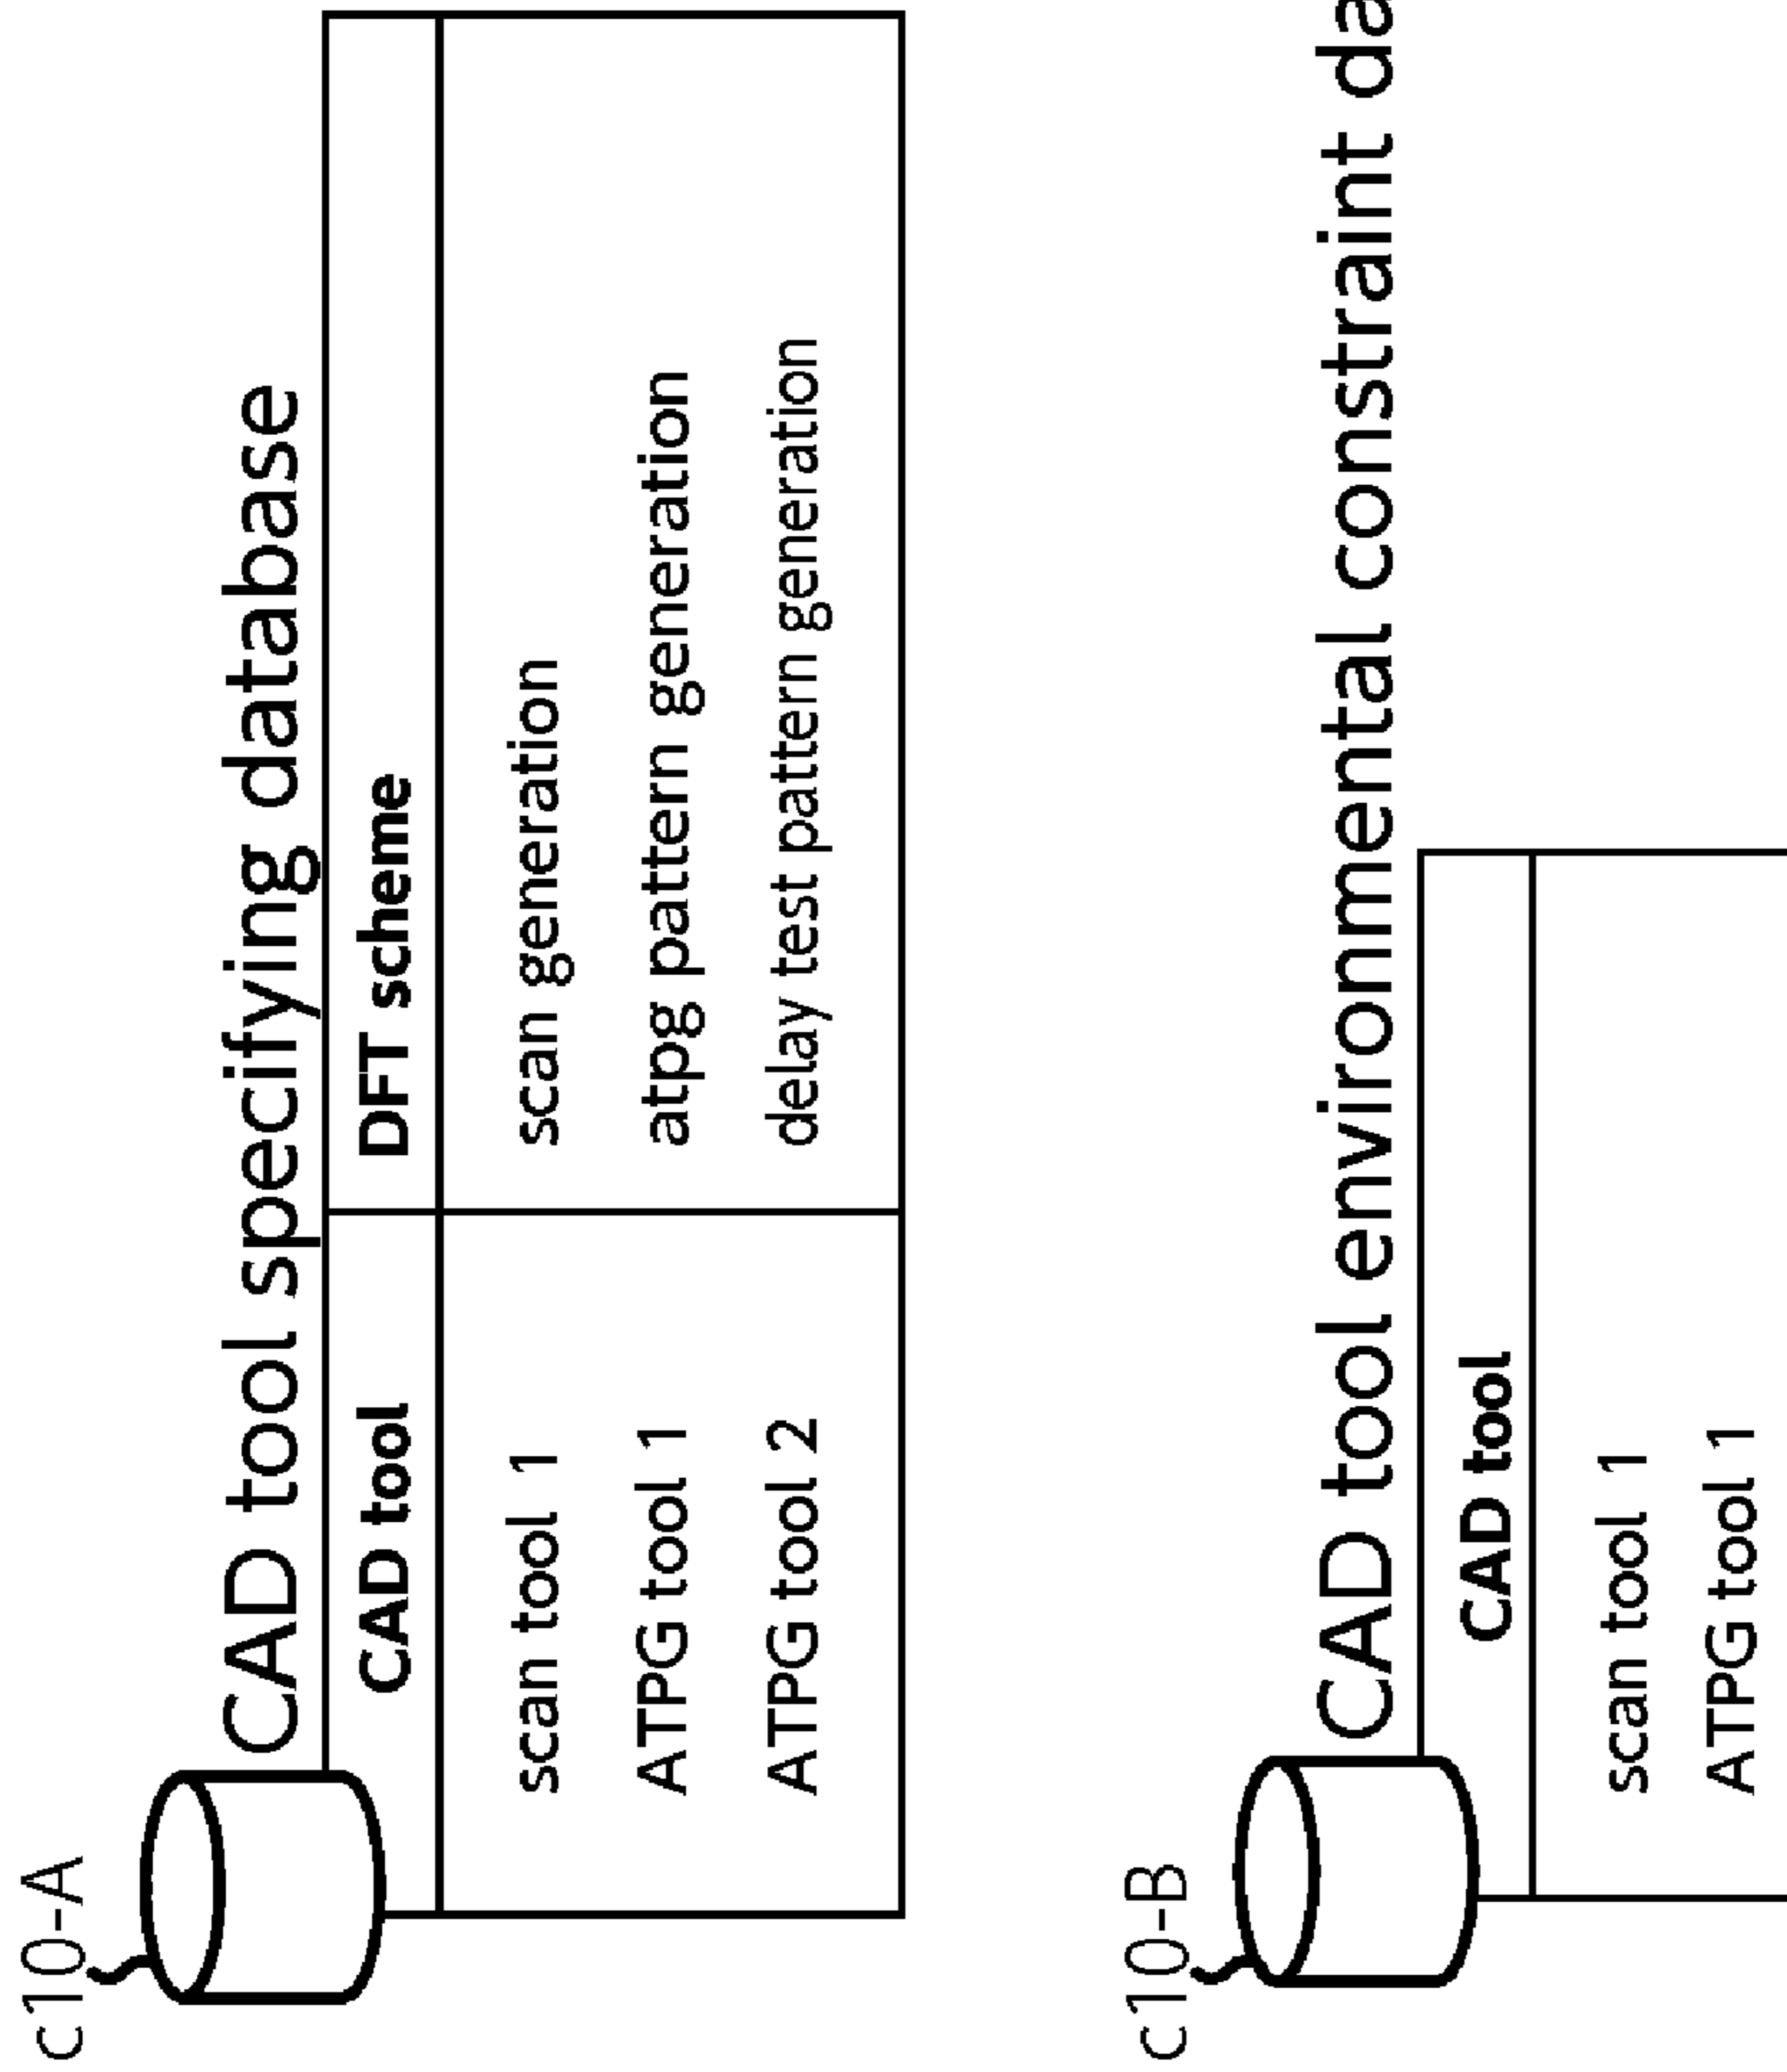 c10-A
CAD tool specifying database
CAD tool DFT scheme
scan tool 1 scan generation
ATPG tool 1 atpg pattern generation
ATPG tool 2 delay test pattern generation
c10-B
CAD tool environmental constraint da
CAD tool
scan tool 1
ATPG tool 1